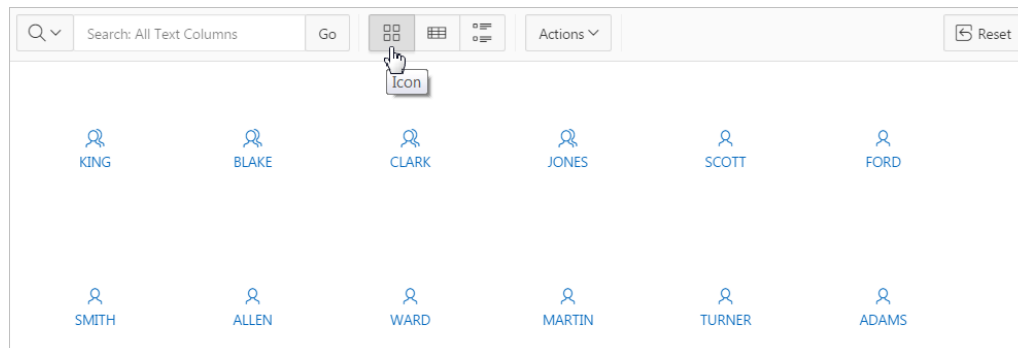 Search: All Text Columns Go Actions Reset
Icon
KING BLAKE CLARK JONES SCOTT FORD
SMITH ALLEN WARD MARTIN TURNER ADAMS